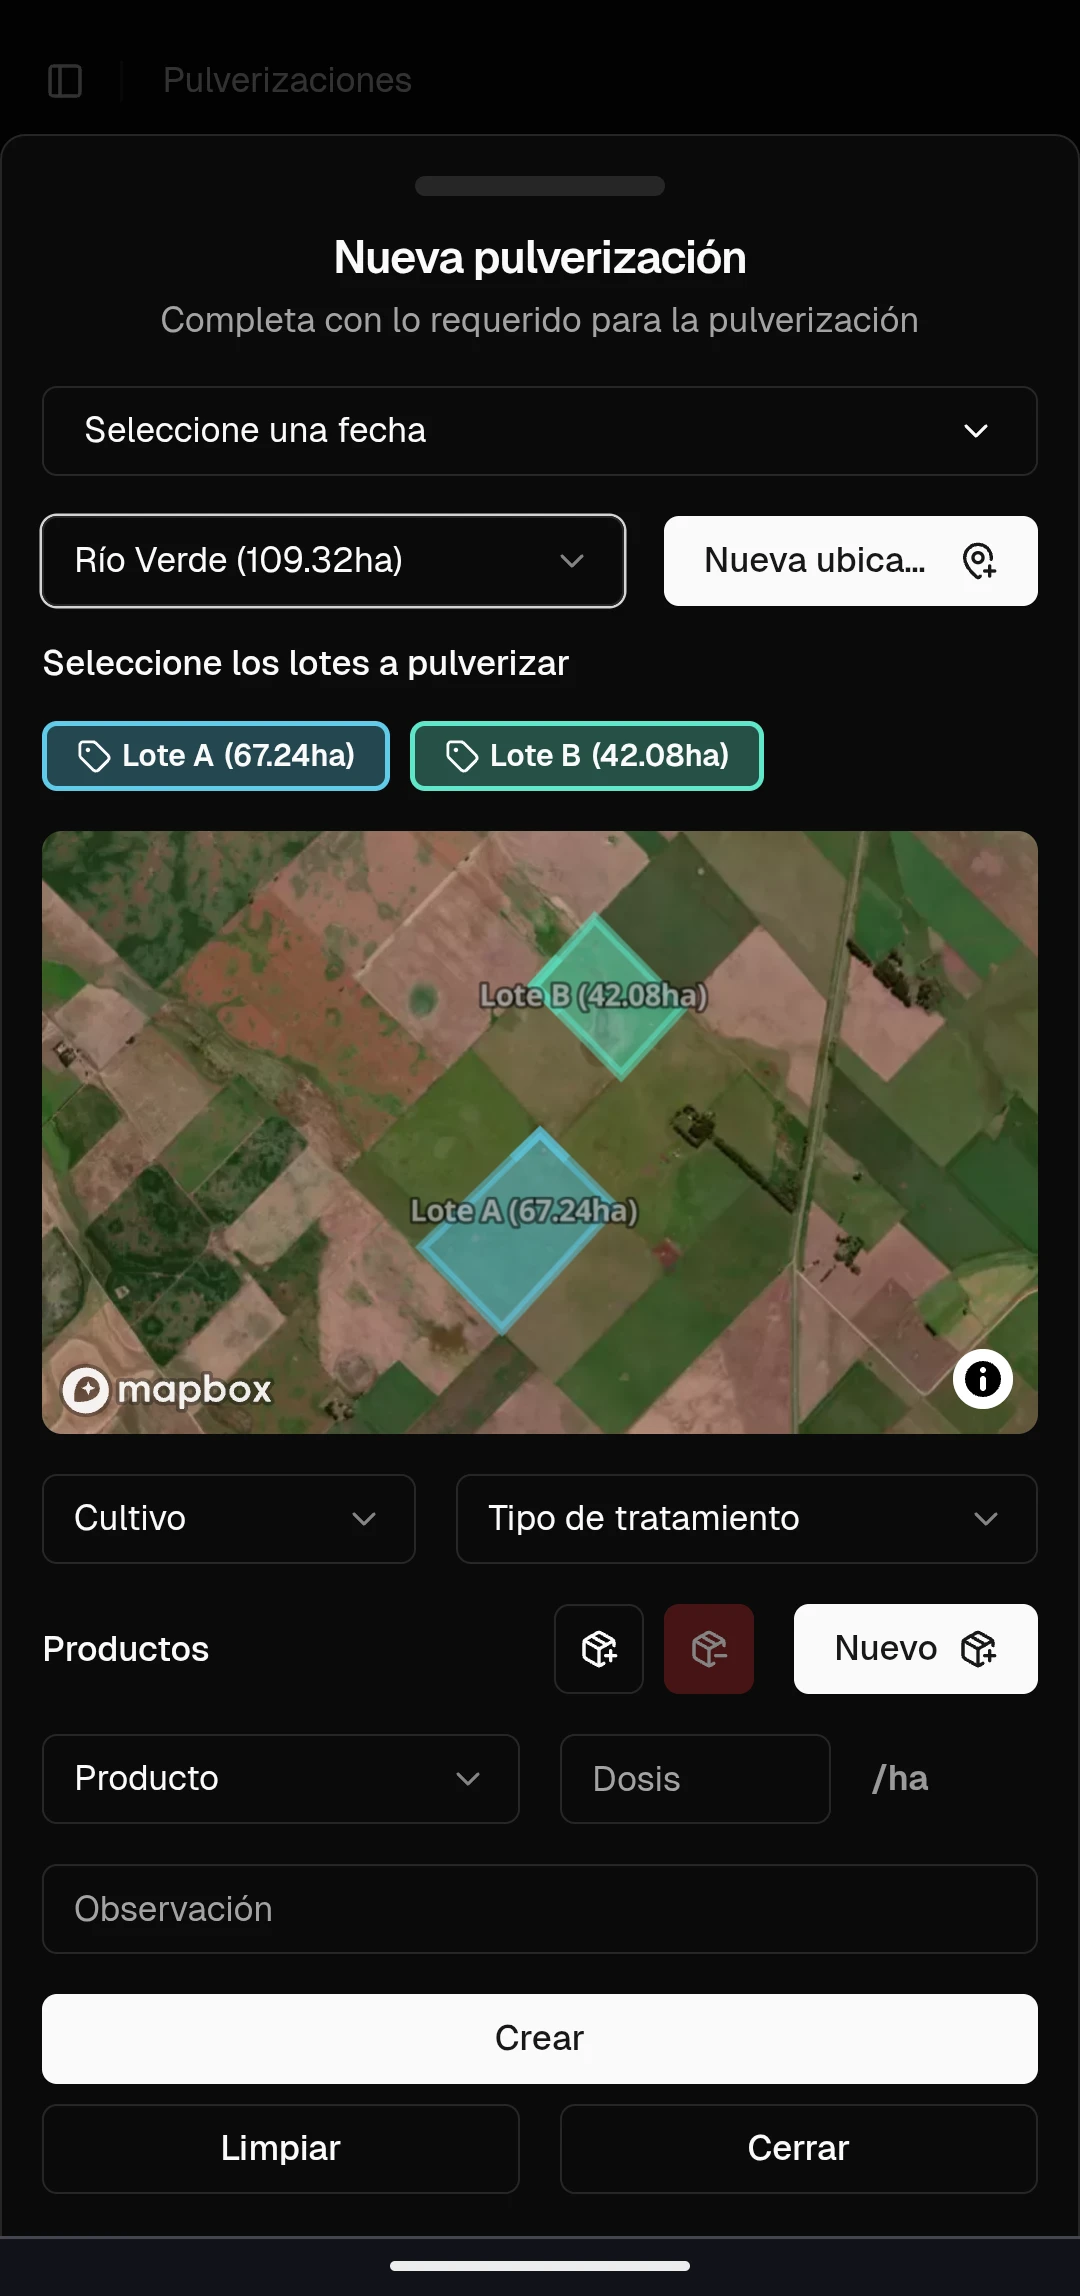 Pulverizaciones
Nueva pulverización
Completa con lo requerido para la pulverización
Seleccione una fecha
Río Verde (109.32ha)
Nueva ubica...
Seleccione los lotes a pulverizar
Lote A (67.24ha)
Lote B (42.08ha)
Lote B (42.08ha)
Lote A (67.24ha)
mapbox
Cultivo
Tipo de tratamiento
Productos
Nuevo
Producto
Dosis
/ha
Observación
Crear
Limpiar
Cerrar